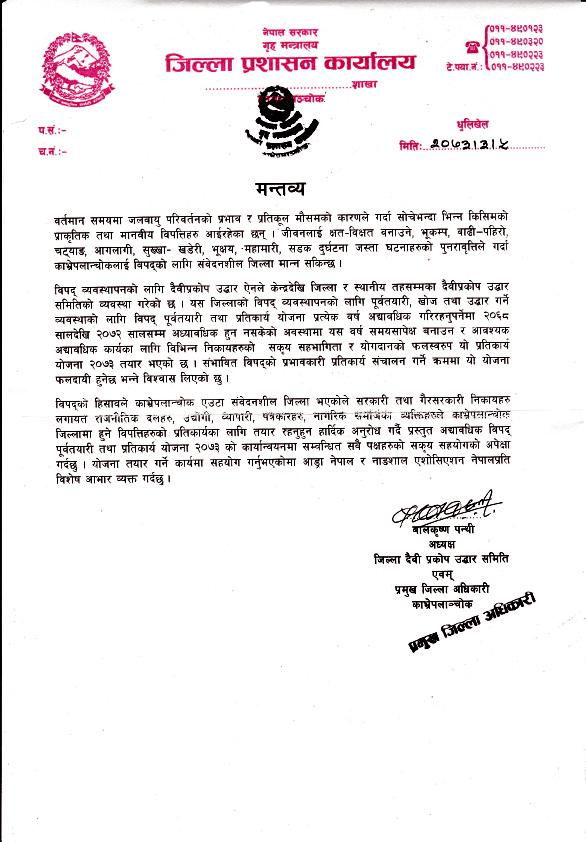 नेपाल सरकार
गृह मन्त्रालय
जिल्ला प्रशासन कार्यालय
शाखा
०११-४९०१२३
०११-४९०३२०
०११-४९०२२३
टे.फ्या.नं.: ०११-४९०२२३
प.सं.:-
च.नं.:-
धुलिखेल
मितिः २०७३।३।५
मन्तव्य
वर्तमान समयमा जलवायु परिवर्तनको प्रभाव र प्रतिकूल मौसमको कारणले गर्दा सोचेभन्दा भिन्न किसिमको
प्राकृतिक तथा मानवीय विपत्तिहरु आईरहेका छन् । जीवनलाई क्षत-विक्षत बनाउने, भूकम्प, बाढी-पहिरो,
चट्याङ, आगलागी, सुख्खा- खडेरी, भूक्षय, महामारी, सडक दुर्घटना जस्ता घटनाहरुको पुनरावृत्तिले गर्दा
काभ्रेपलान्चोकलाई विपद्को लागि संवेदनशील जिल्ला मान्न सकिन्छ ।
विपद् व्यवस्थापनको लागि दैवीप्रकोप उद्धार ऐनले केन्द्रदेखि जिल्ला र स्थानीय तहसम्मका दैवीप्रकोप उद्धार
समितिको व्यवस्था गरेको छ । यस जिल्लाको विपद् व्यवस्थापनको लागि पूर्वतयारी, खोज तथा उद्धार गर्ने
व्यवस्थाको लागि विपद् पूर्वतयारी तथा प्रतिकार्य योजना प्रत्येक वर्ष अद्यावधिक गरिरहनुपर्नेमा २०६८
सालदेखि २०७२ सालसम्म अध्यावधिक हुन नसकेको अवस्थामा यस वर्ष समयसापेक्ष बनाउन र आवश्यक
अद्यावधिक कार्यका लागि विभिन्न निकायहरुको सकृय सहभागिता र योगदानको फलस्वरुप यो प्रतिकार्य
योजना २०७३ तयार भएको छ । संभावित विपद्को प्रभावकारी प्रतिकार्य संचालन गर्ने क्रममा यो योजना
फलदायी हुनेछ भन्ने विश्वास लिएको छु ।
विपद्को हिसावले काभ्रेपलान्चोक एउटा संवेदनशील जिल्ला भएकोले सरकारी तथा गैरसरकारी निकायहरु
लगायत राजनीतिक दलहरु, उद्योगी, व्यापारी, पत्रकारहरु, नागरिक समाजका व्यक्तिहरुले काभ्रेपलान्चोक
जिल्लामा हुने विपत्तिहरुको प्रतिकार्यका लागि तयार रहनुहुन हार्दिक अनुरोध गर्दै प्रस्तुत अद्यावधिक विपद्
पूर्वतयारी तथा प्रतिकार्य योजना २०७३ को कार्यान्वयनमा सम्वन्धित सवै पक्षहरुको सकृय सहयोगको अपेक्षा
गर्दछु । योजना तयार गर्ने कार्यमा सहयोग गर्नुभएकोमा आड्रा नेपाल र नाडशाल एशोसिएशन नेपालप्रति
विशेष आभार व्यक्त गर्दछु ।
बालकृष्ण पन्थी
अध्यक्ष
जिल्ला दैवी प्रकोप उद्धार समिति
एवम्
प्रमुख जिल्ला अधिकारी
काभ्रेपलाञ्चोक
प्रमुख जिल्ला अधिकारी